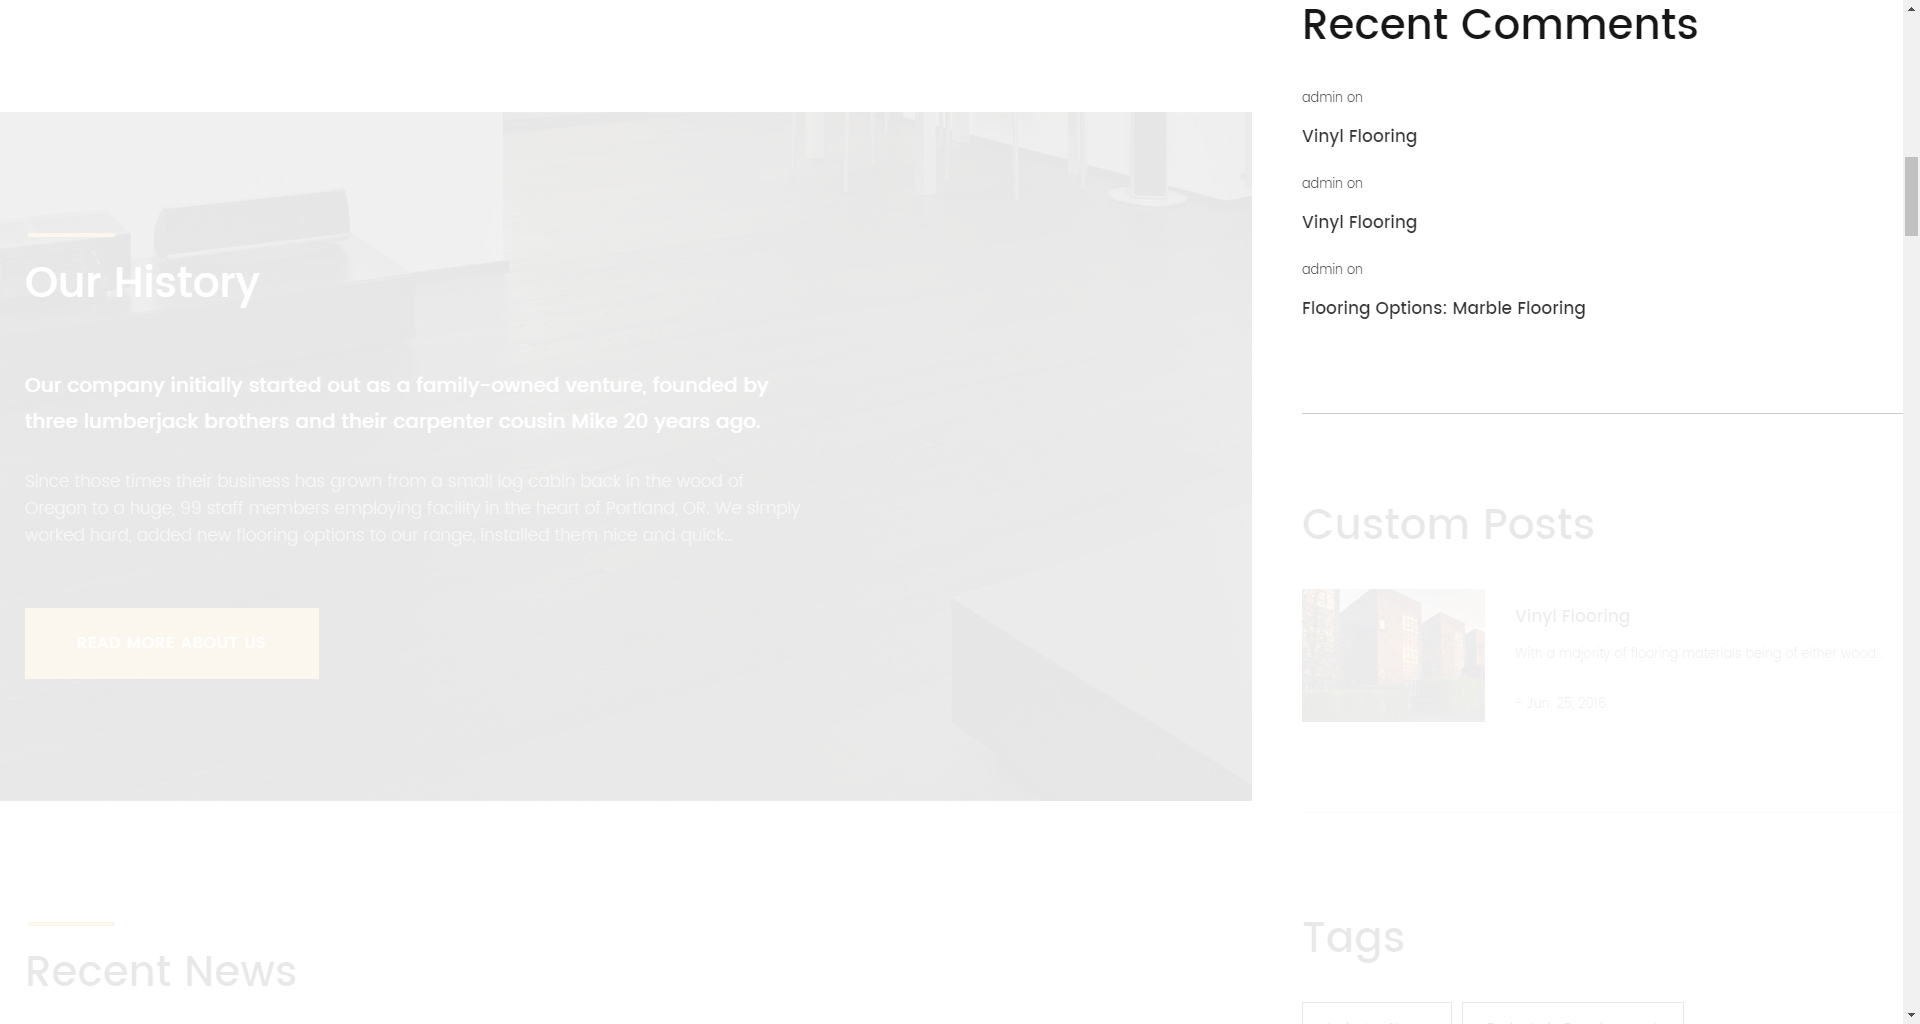 Recent Comments
admin on
Vinyl Flooring
admin on
Vinyl Flooring
admin on
Flooring Options: Marble Flooring
Our History
Our company initially started out as a family-owned venture, founded by
three lumberjack brothers and their carpenter cousin Mike 20 years ago.
Since those times their business has grown from a small log cabin back in the wood of
Oregon to a huge, 99 staff members employing facility in the heart of Portland, OR. We simply
worked hard, added new flooring options to our range, installed them nice and quick...
READ MORE ABOUT US
Custom Posts
Vinyl Flooring
With a majority of flooring materials being of either wood...
- Jun. 25, 2016
Recent News
Tags